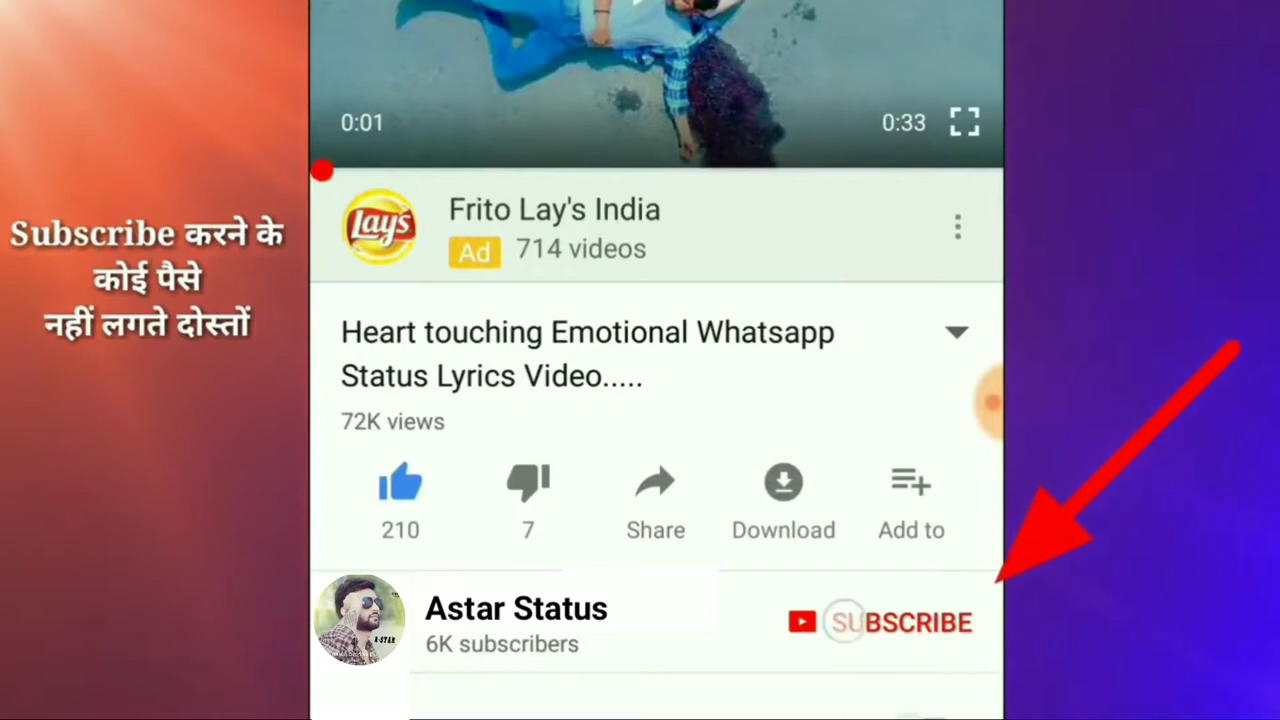 0:01
0:33
Subscribe करने के
कोई पैसे
नहीं लगते दोस्तों
Lay's
Frito Lay's India
Ad 714 videos
Heart touching Emotional Whatsapp
Status Lyrics Video.....
72K views
210
7
Share
Download
Add to
A-STAR
Astar Status
6K subscribers
SUBSCRIBE